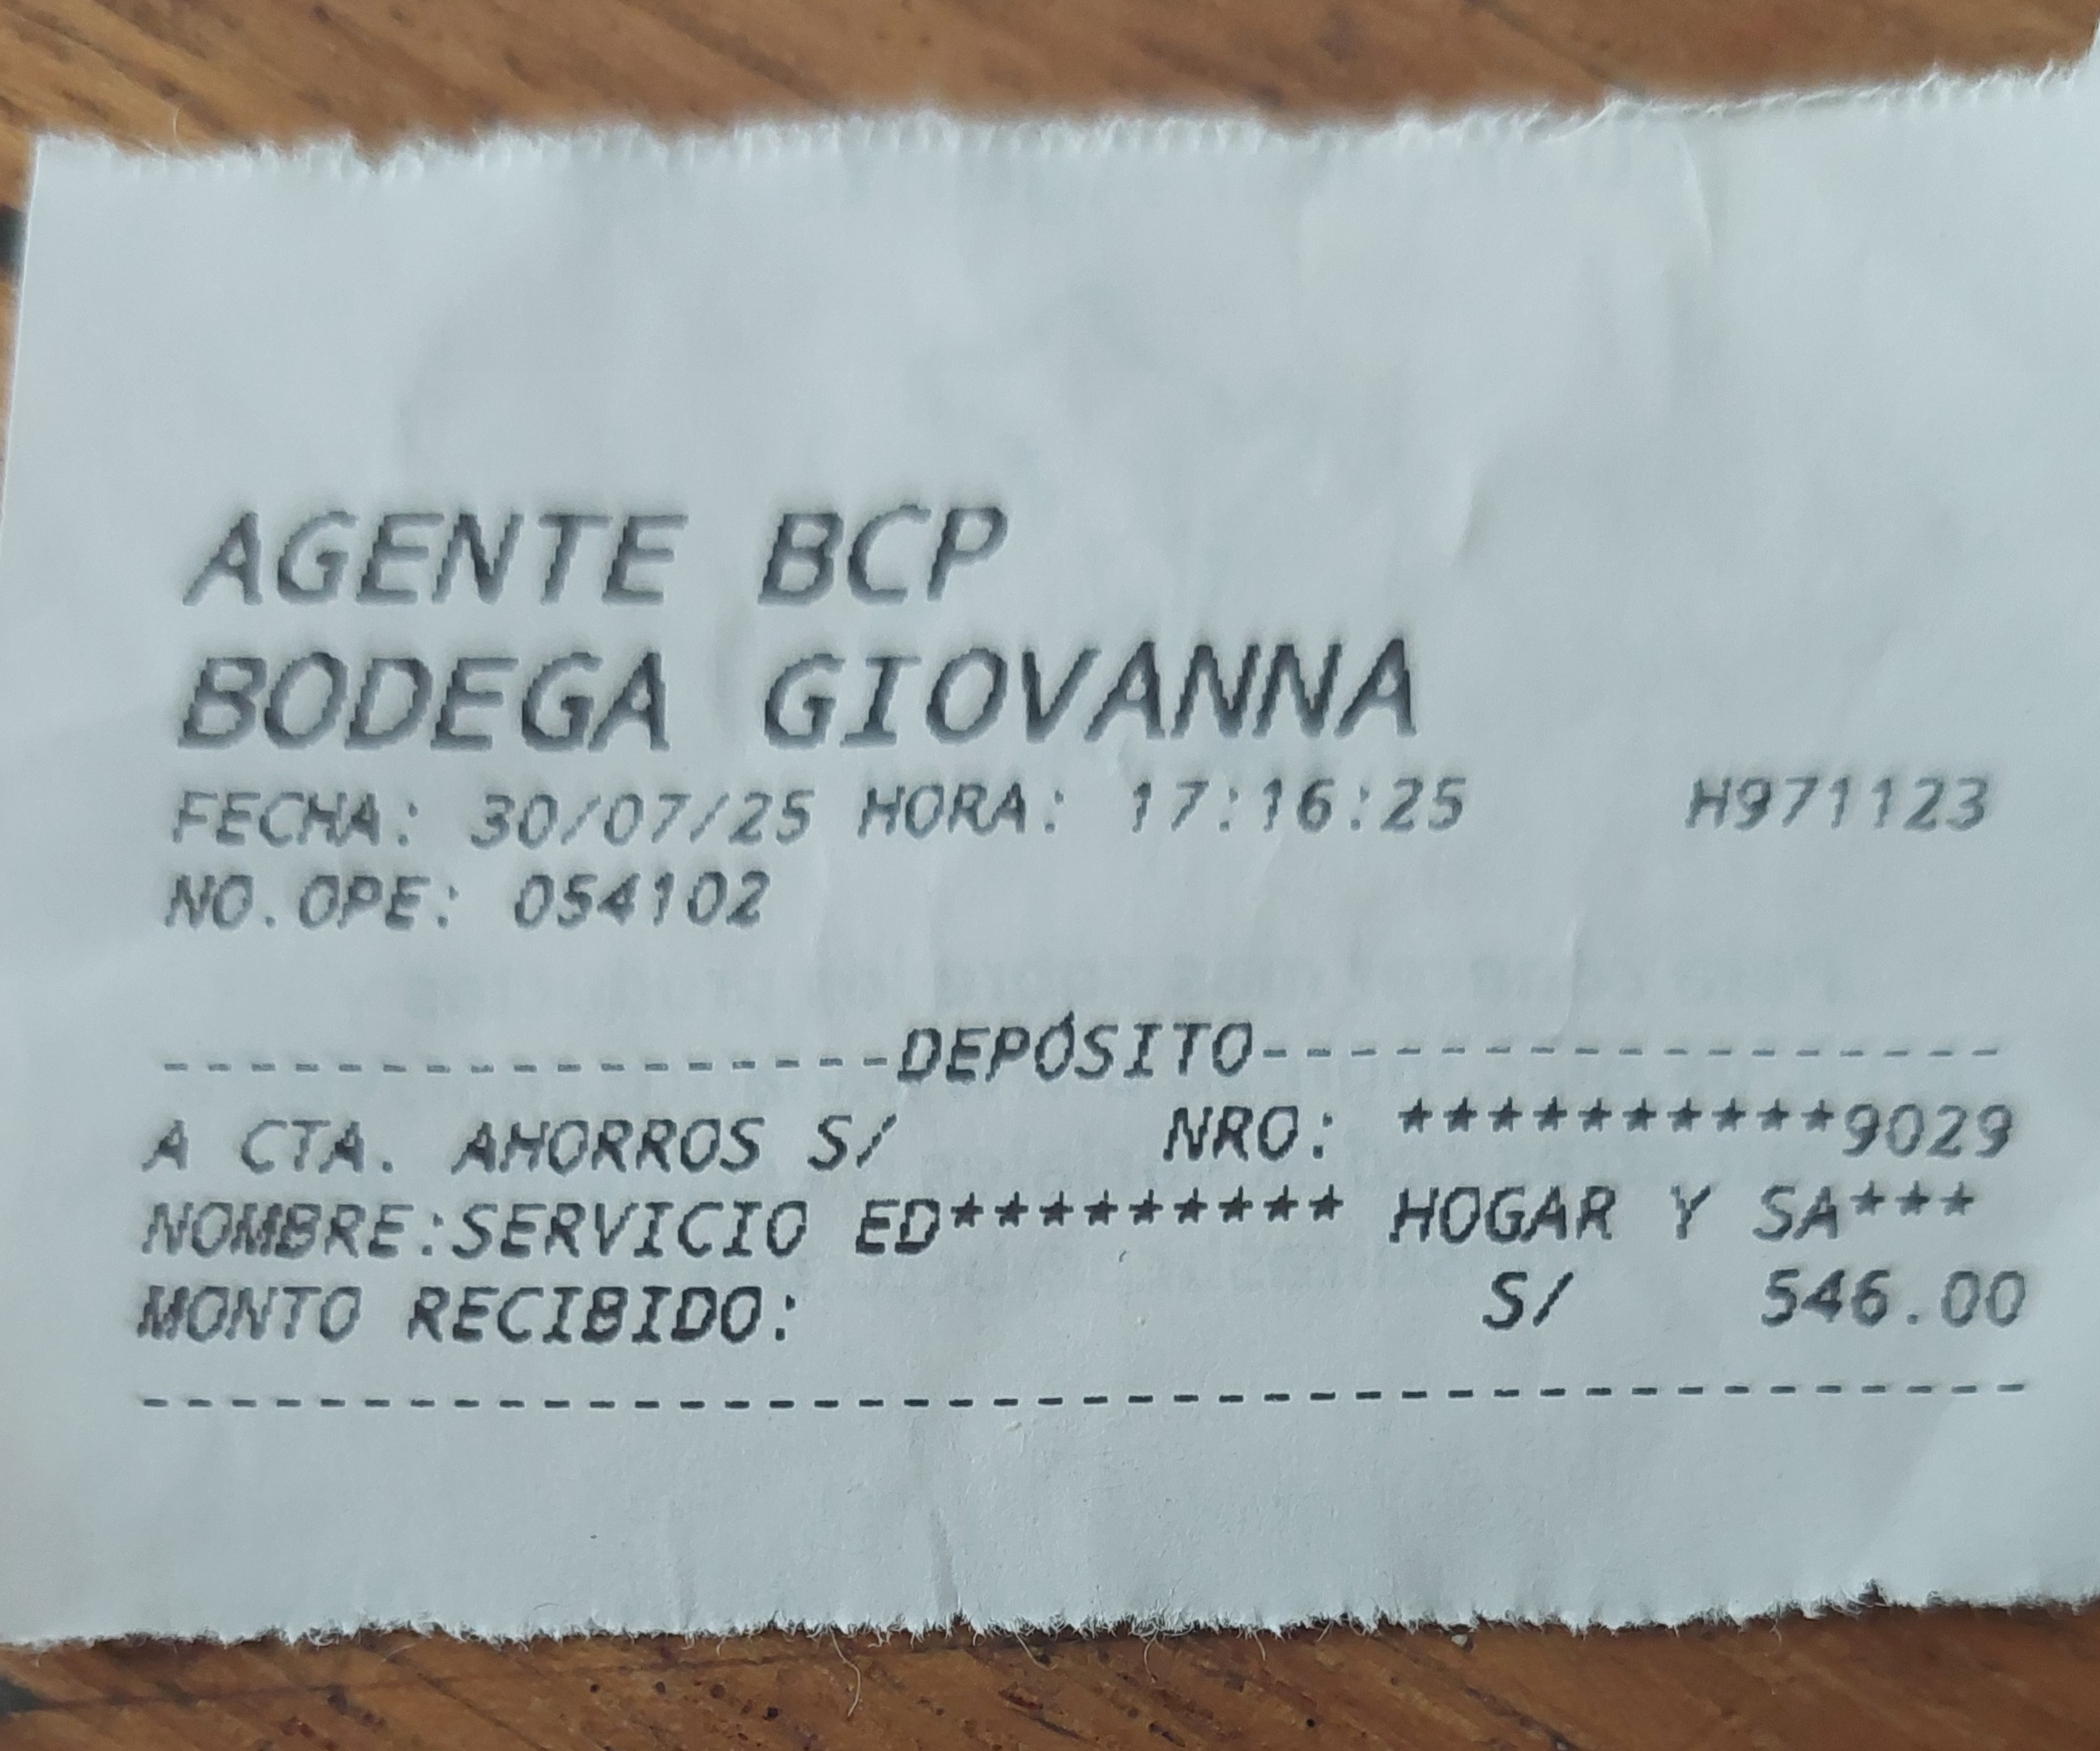 AGENTE BCP
BODEGA GIOVANNA
FECHA: 30/07/25 HORA: 17:16:25 H971123
NO.OPE: 054102
------------------DEPÓSITO------------------
A CTA. AHORROS S/ NRO: **********9029
NOMBRE:SERVICIO ED********* HOGAR Y SA***
MONTO RECIBIDO: S/ 546.00
--------------------------------